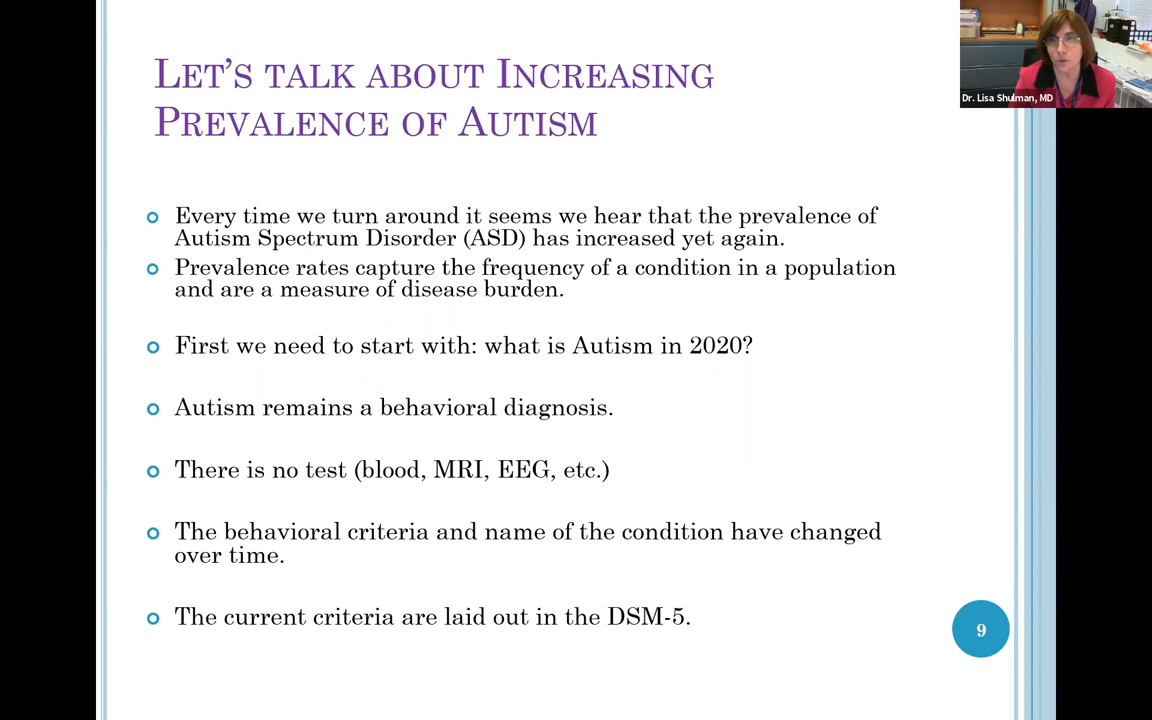 LET'S TALK ABOUT INCREASING
PREVALENCE OF AUTISM
Dr. Lisa Shulman, MD
Every time we turn around it seems we hear that the prevalence of
Autism Spectrum Disorder (ASD) has increased yet again.
Prevalence rates capture the frequency of a condition in a population
and are a measure of disease burden.
First we need to start with: what is Autism in 2020?
Autism remains a behavioral diagnosis.
There is no test (blood, MRI, EEG, etc.)
The behavioral criteria and name of the condition have changed
over time.
The current criteria are laid out in the DSM-5.
9